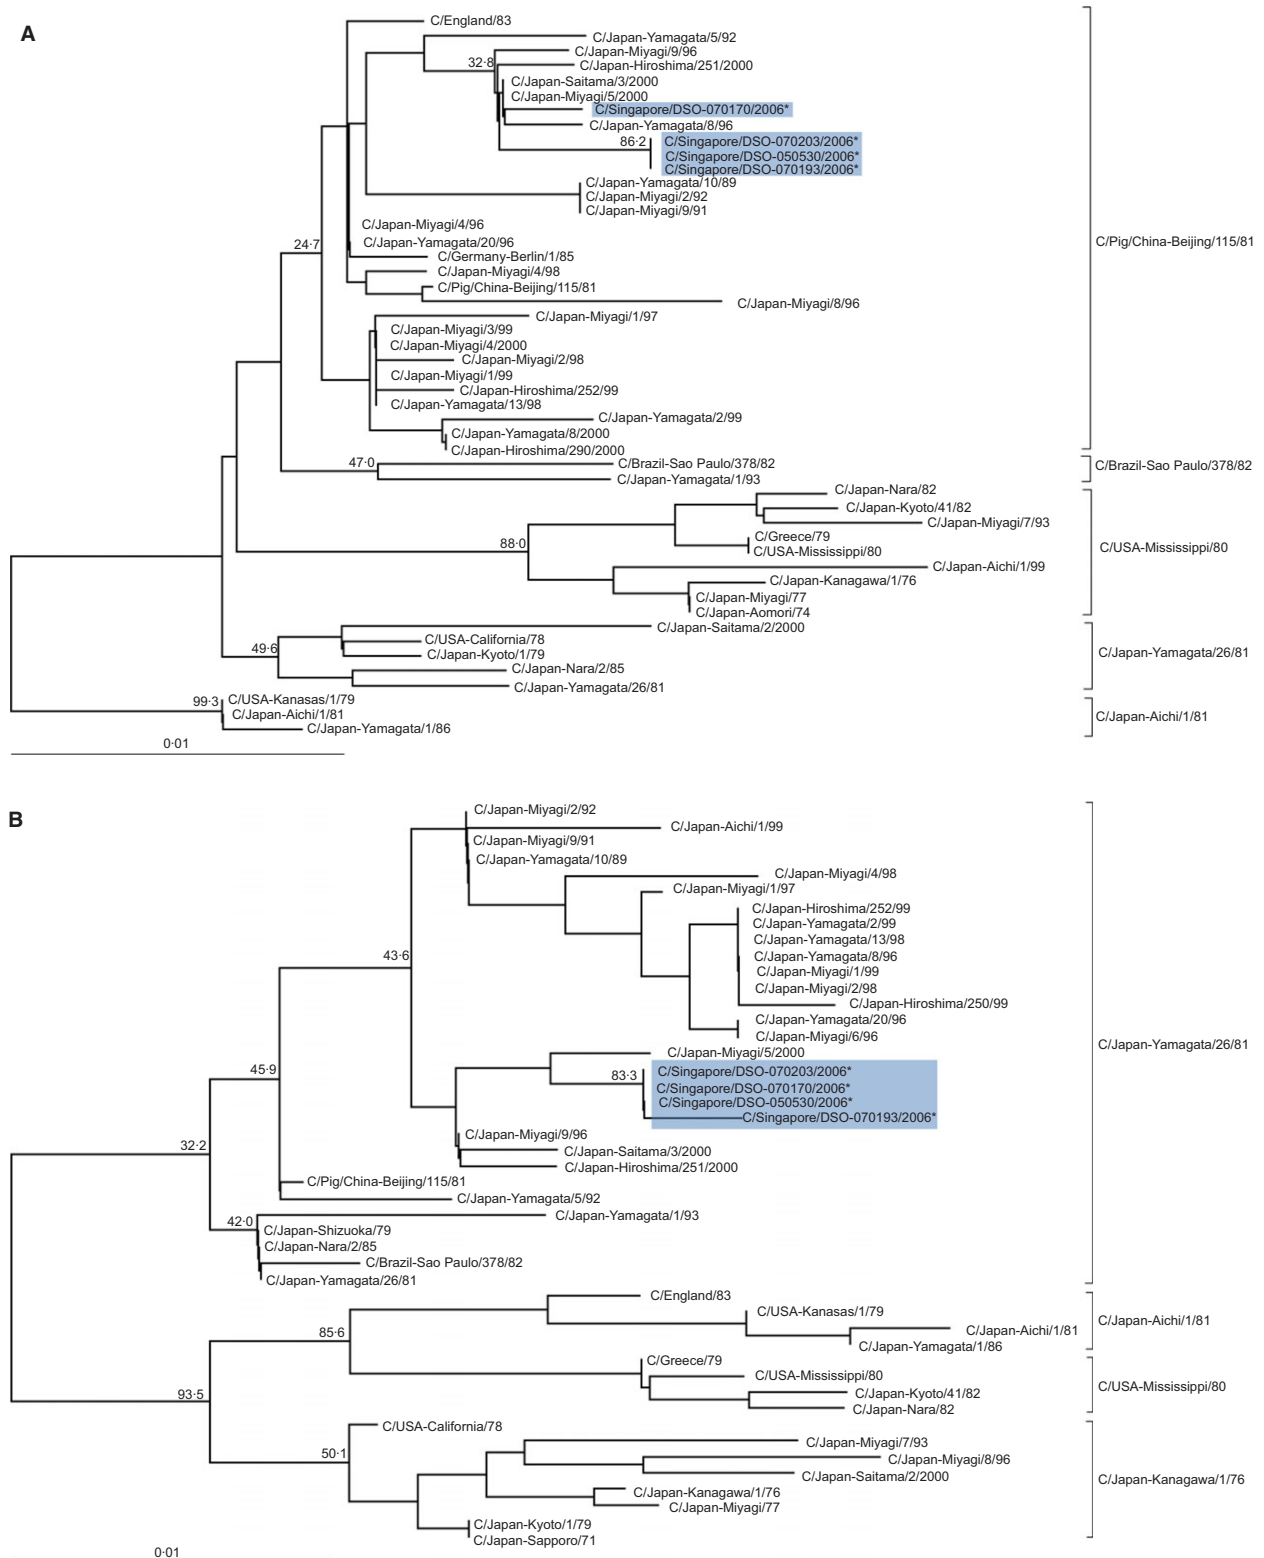 A
C/England/83
C/Japan-Yamagata/5/92
C/Japan-Miyagi/9/96
32·8
C/Japan-Hiroshima/251/2000
C/Japan-Saitama/3/2000
C/Japan-Miyagi/5/2000
C/Singapore/DSO-070170/2006*
C/Japan-Yamagata/8/96
86·2
C/Singapore/DSO-070203/2006*
C/Singapore/DSO-050530/2006*
C/Singapore/DSO-070193/2006*
C/Japan-Yamagata/10/89
C/Japan-Miyagi/2/92
C/Japan-Miyagi/9/91
C/Japan-Miyagi/4/96
24·7
C/Japan-Yamagata/20/96
C/Pig/China-Beijing/115/81
C/Germany-Berlin/1/85
C/Japan-Miyagi/4/98
C/Pig/China-Beijing/115/81
C/Japan-Miyagi/8/96
C/Japan-Miyagi/1/97
C/Japan-Miyagi/3/99
C/Japan-Miyagi/4/2000
C/Japan-Miyagi/2/98
C/Japan-Miyagi/1/99
C/Japan-Hiroshima/252/99
C/Japan-Yamagata/13/98
C/Japan-Yamagata/2/99
C/Japan-Yamagata/8/2000
C/Japan-Hiroshima/290/2000
47·0
C/Brazil-Sao Paulo/378/82
C/Brazil-Sao Paulo/378/82
C/Japan-Yamagata/1/93
C/Japan-Nara/82
C/Japan-Kyoto/41/82
C/Japan-Miyagi/7/93
C/Greece/79
88·0
C/USA-Mississippi/80
C/USA-Mississippi/80
C/Japan-Aichi/1/99
C/Japan-Kanagawa/1/76
C/Japan-Miyagi/77
C/Japan-Aomori/74
C/Japan-Saitama/2/2000
C/USA-California/78
49·6
C/Japan-Kyoto/1/79
C/Japan-Yamagata/26/81
C/Japan-Nara/2/85
C/Japan-Yamagata/26/81
99·3
C/USA-Kanasas/1/79
C/Japan-Aichi/1/81
C/Japan-Aichi/1/81
C/Japan-Yamagata/1/86
0·01
B
C/Japan-Miyagi/2/92
C/Japan-Aichi/1/99
C/Japan-Miyagi/9/91
C/Japan-Yamagata/10/89
C/Japan-Miyagi/4/98
C/Japan-Miyagi/1/97
C/Japan-Hiroshima/252/99
C/Japan-Yamagata/2/99
C/Japan-Yamagata/13/98
43·6
C/Japan-Yamagata/8/96
C/Japan-Miyagi/1/99
C/Japan-Miyagi/2/98
C/Japan-Hiroshima/250/99
C/Japan-Yamagata/20/96
C/Japan-Miyagi/6/96
C/Japan-Yamagata/26/81
C/Japan-Miyagi/5/2000
45·9
83·3
C/Singapore/DSO-070203/2006*
C/Singapore/DSO-070170/2006*
C/Singapore/DSO-050530/2006*
C/Singapore/DSO-070193/2006*
C/Japan-Miyagi/9/96
32·2
C/Japan-Saitama/3/2000
C/Japan-Hiroshima/251/2000
C/Pig/China-Beijing/115/81
C/Japan-Yamagata/5/92
42·0
C/Japan-Yamagata/1/93
C/Japan-Shizuoka/79
C/Japan-Nara/2/85
C/Brazil-Sao Paulo/378/82
C/Japan-Yamagata/26/81
C/England/83
C/USA-Kanasas/1/79
85·6
C/Japan-Aichi/1/81
C/Japan-Aichi/1/81
C/Japan-Yamagata/1/86
C/Greece/79
C/USA-Mississippi/80
C/USA-Mississippi/80
93·5
C/Japan-Kyoto/41/82
C/Japan-Nara/82
C/USA-California/78
50·1
C/Japan-Miyagi/7/93
C/Japan-Miyagi/8/96
C/Japan-Saitama/2/2000
C/Japan-Kanagawa/1/76
C/Japan-Kanagawa/1/76
C/Japan-Miyagi/77
C/Japan-Kyoto/1/79
C/Japan-Sapporo/71
0·01